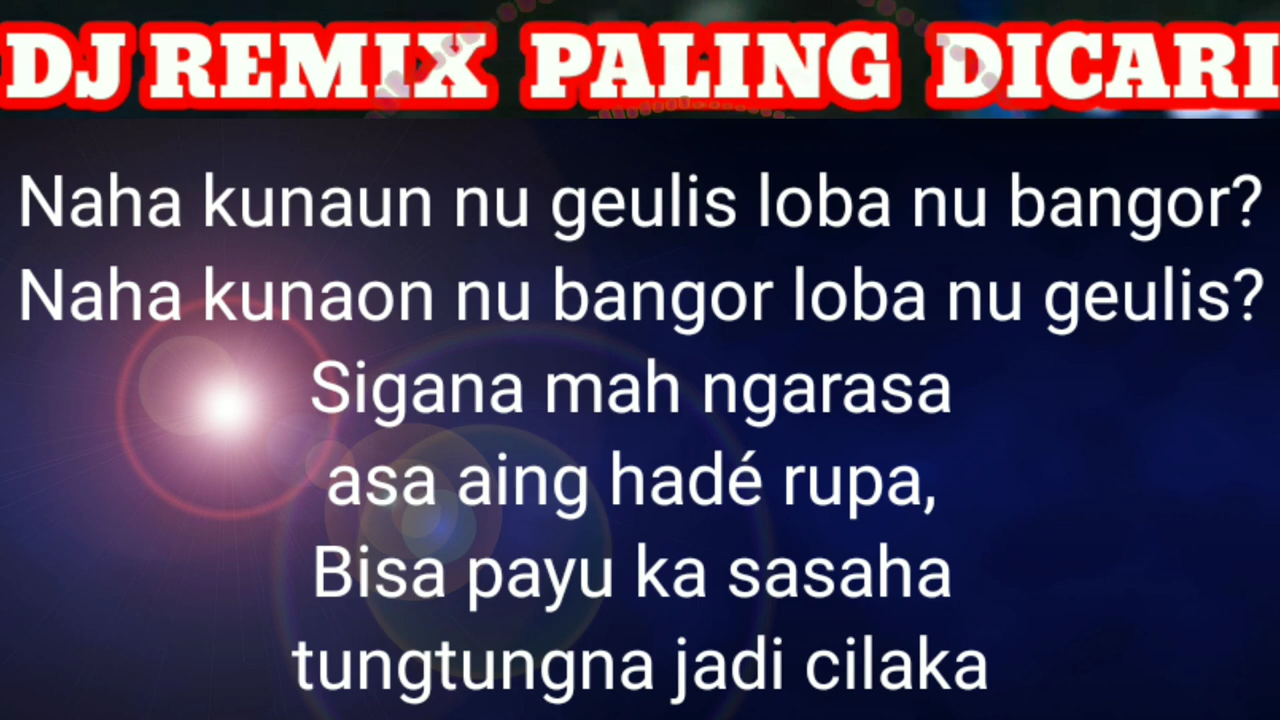 DJ REMIX PALING DICARI
Naha kunaun nu geulis loba nu bangor?
Naha kunaon nu bangor loba nu geulis?
Sigana mah ngarasa
asa aing hadé rupa,
Bisa payu ka sasaha
tungtungna jadi cilaka